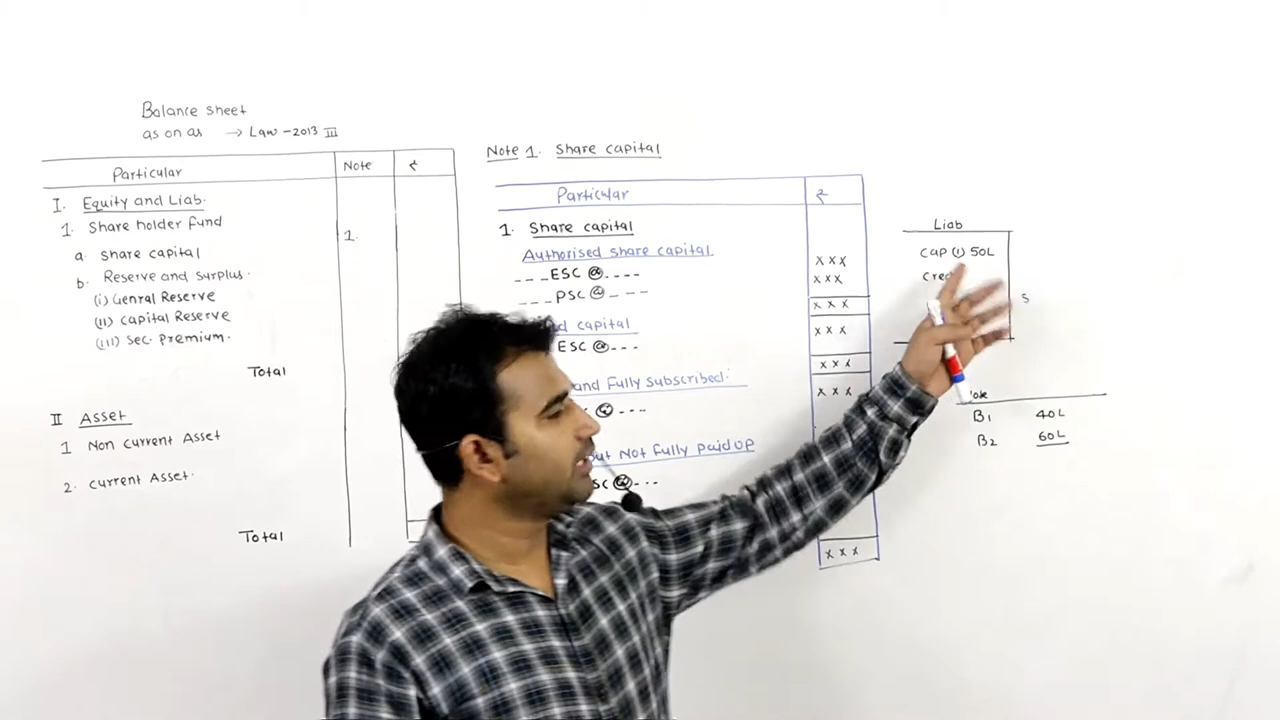 Balance sheet
as on as → Law - 2013 III
Particular Note ₹
I. Equity and Liab.
1. Share holder fund
a. share capital 1.
b. Reserve and surplus.
(i) Genral Reserve
(ii) Capital Reserve
(iii) Sec. Premium.
Total
II Asset
1 Non current Asset
2. current Asset.
Total
Note 1. Share capital
Particular ₹
1. Share capital
Authorised share capital
---ESC @---- xxx
---PSC @---- xxx
xxx
capital xxx
ESC @---
xxx
and Fully Subscribed: xxx
@ ---
but Not Fully paid up
@ ---
xxx
Liab
Cap (1) 50L
S
B1 40L
B2 60L